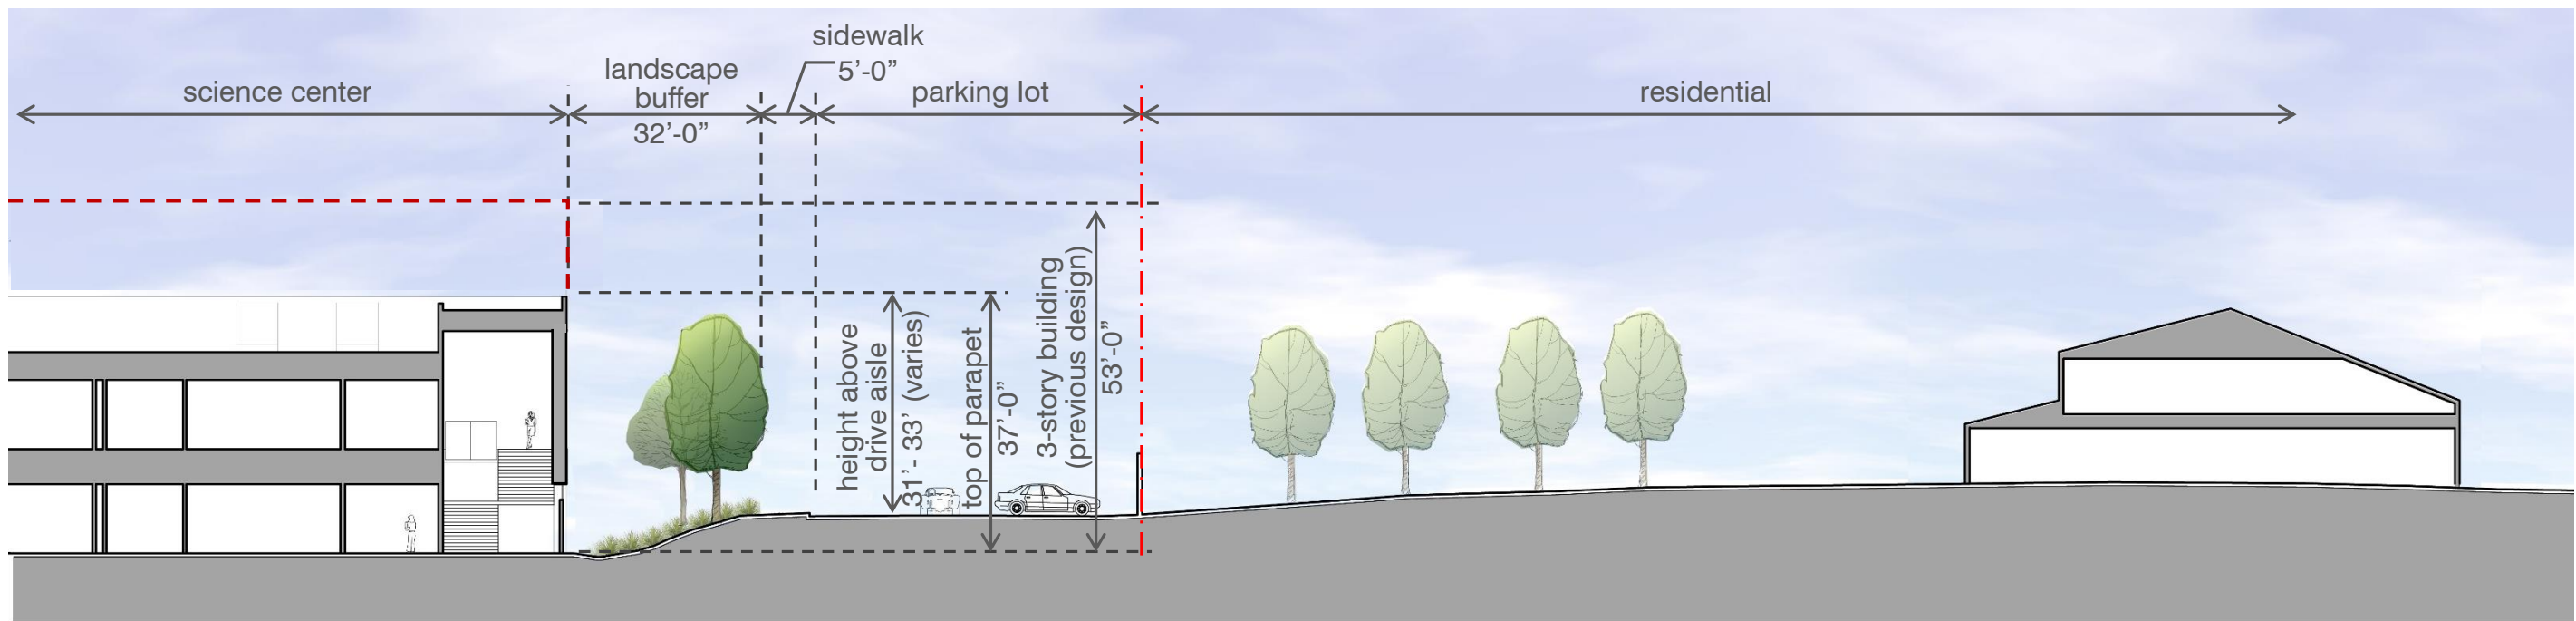 sidewalk
5’-0”
landscape
buffer
32’-0”
science center
parking lot
residential
height above
drive aisle
31’- 33’ (varies)
top of parapet
37’-0”
3-story building
(previous design)
53’-0”